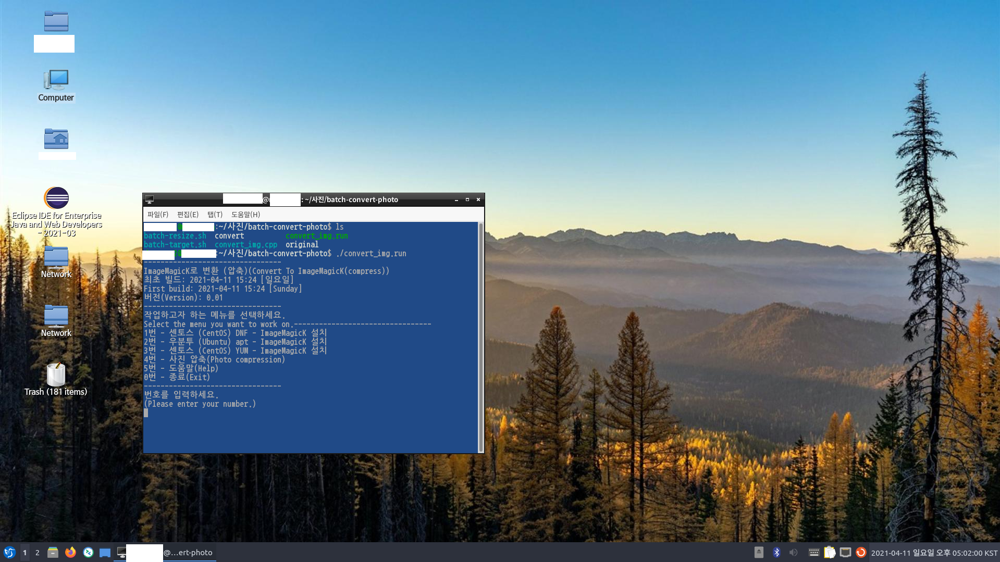 Computer
Eclipse IDE for Enterprise
Java and Web Developers
- 2021-03
Network
Network
Trash (181 items)
@ : ~/사진/batch-convert-photo
파일(F) 편집(E) 탭(T) 도움말(H)
@ :~/사진/batch-convert-photo$ ls
batch-resize.sh convert convert_img.run
batch-target.sh convert_img.cpp original
2@ :~/사진/batch-convert-photo$ ./convert_img.run
---------------------------------
ImageMagicK로 변환 (압축)(Convert To ImageMagicK(compress))
최초 빌드: 2021-04-11 15:24 [일요일]
First build: 2021-04-11 15:24 [Sunday]
버전(Version): 0.01
---------------------------------
작업하고자 하는 메뉴를 선택하세요.
Select the menu you want to work on.---------------------------------
1번 - 센토스 (CentOS) DNF - ImageMagicK 설치
2번 - 우분투 (Ubuntu) apt - ImageMagicK 설치
3번 - 센토스 (CentOS) YUM - ImageMagicK 설치
4번 - 사진 압축(Photo compression)
5번 - 도움말(Help)
0번 - 종료(Exit)
---------------------------------
번호를 입력하세요.
(Please enter your number.)
1 2 @...ert-photo 2021-04-11 일요일 오후 05:02:00 KST